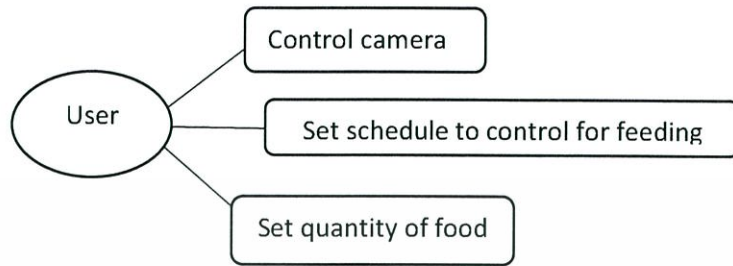 Control camera
User
Set schedule to control for feeding
Set quantity of food